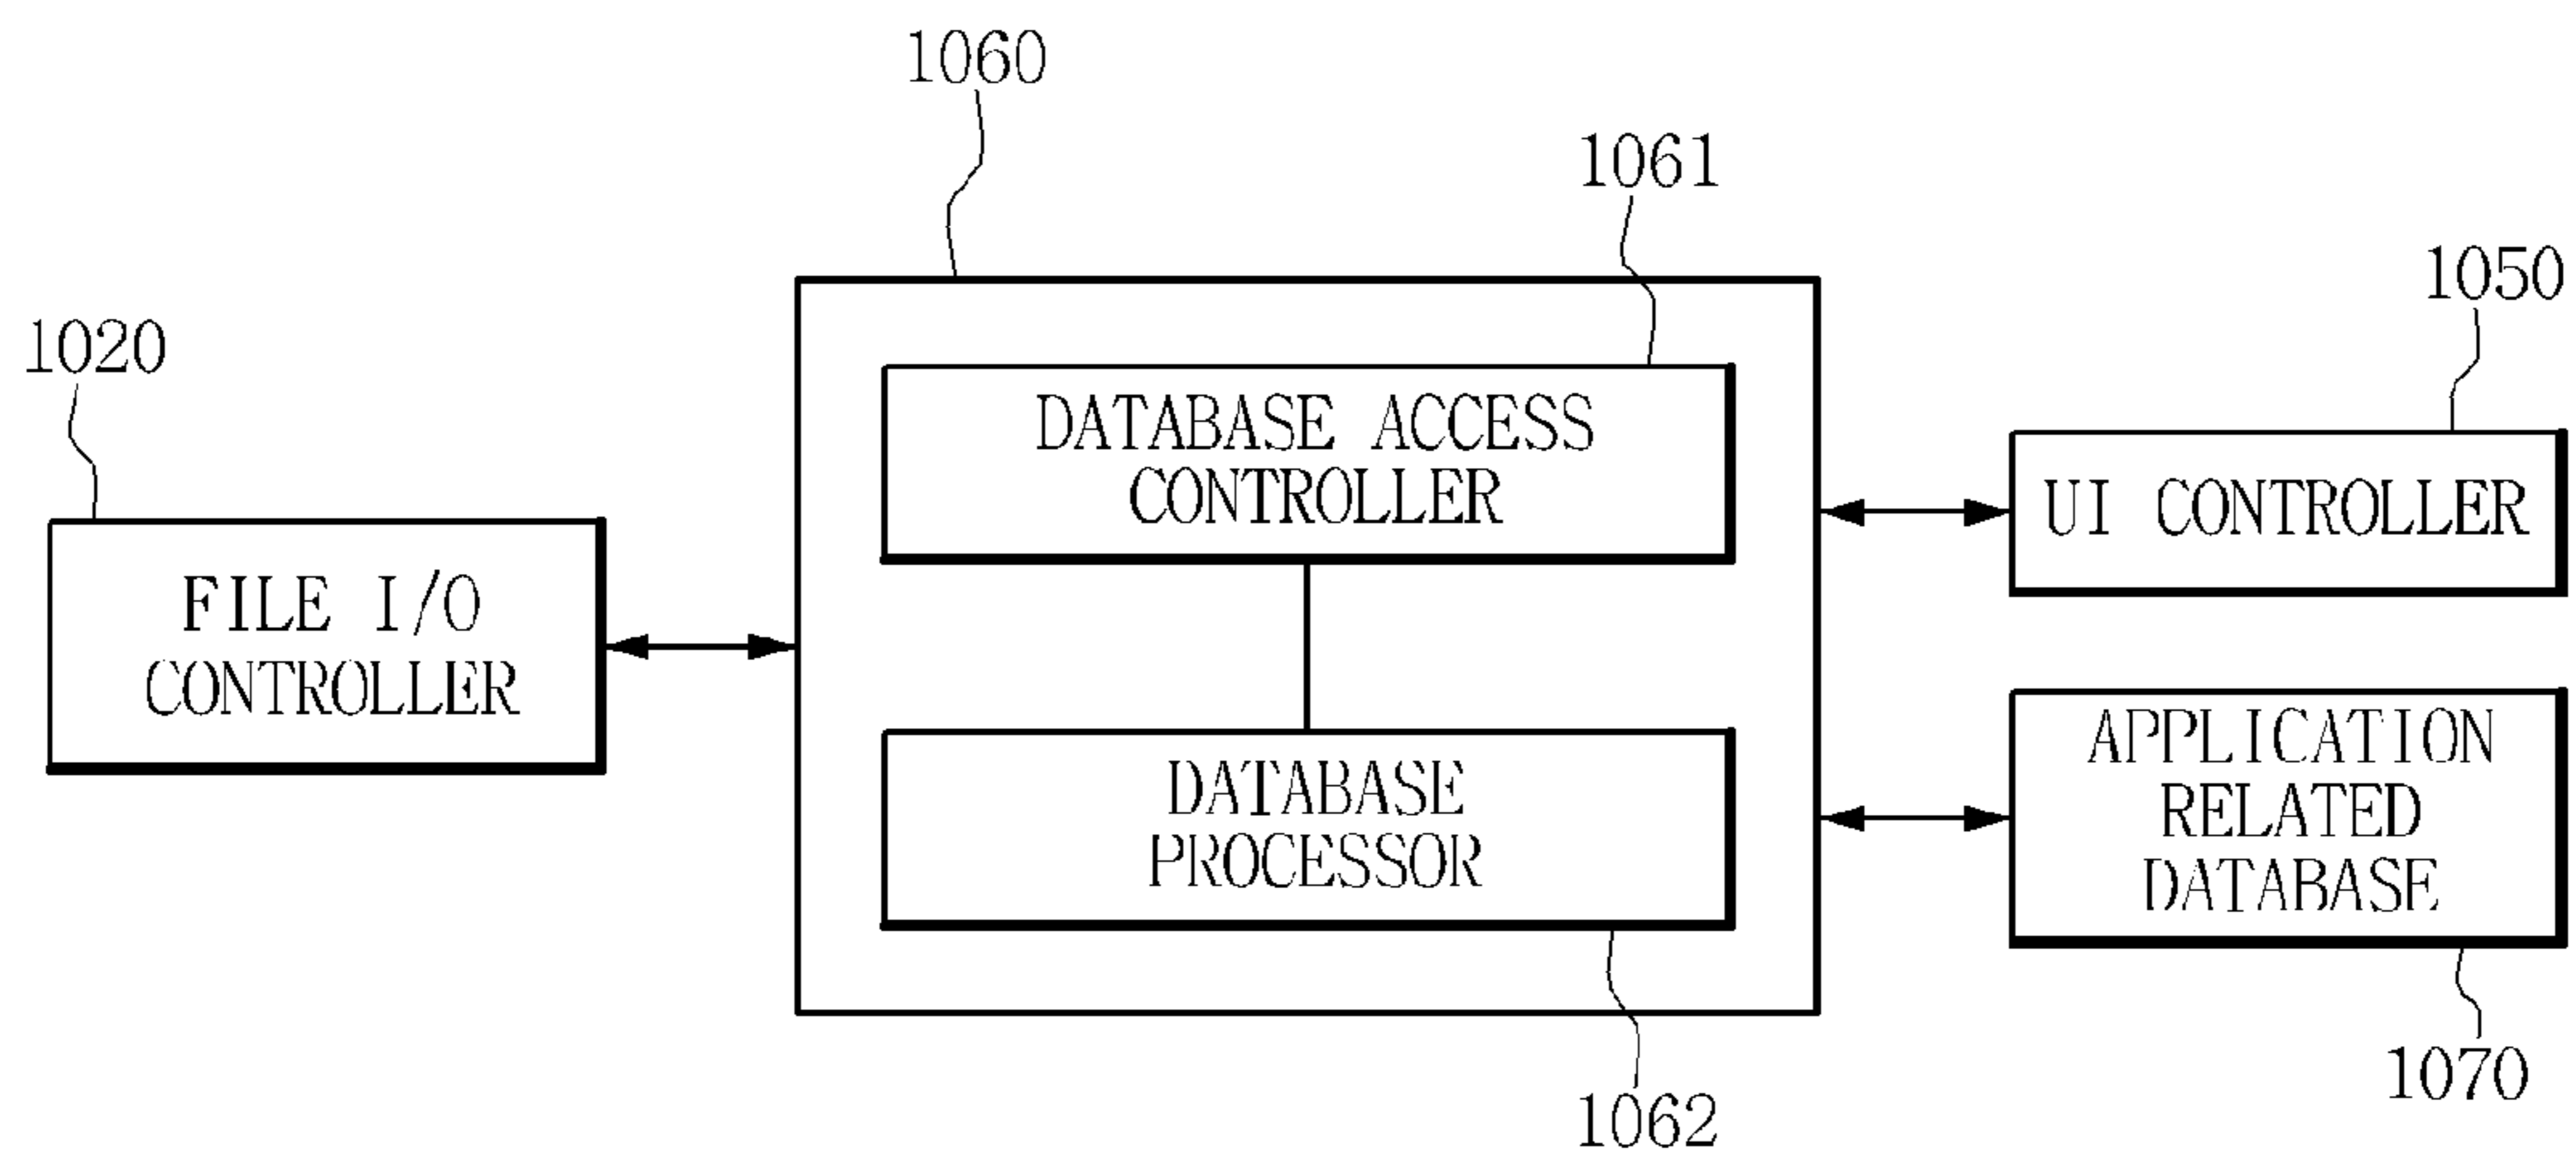 1060
1061
1050
1020
DATABASE ACCESS
CONTROLLER
UI CONTROLLER
FILE I/O
CONTROLLER
APPLICATION
RELATED
DATABASE
DATABASE
PROCESSOR
1070
1062